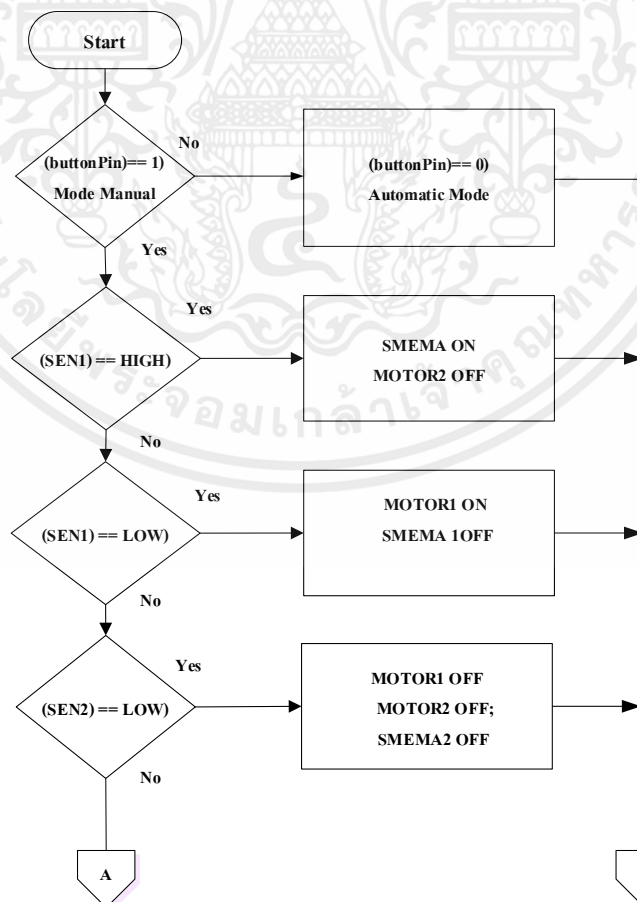 Start
(buttonPin)== 1)
Mode Manual
No
(buttonPin)== 0)
Automatic Mode
Yes
(SEN1) == HIGH)
Yes
SMEMA ON
MOTOR2 OFF
No
(SEN1) == LOW)
Yes
MOTOR1 ON
SMEMA 1OFF
No
(SEN2) == LOW)
Yes
MOTOR1 OFF
MOTOR2 OFF;
SMEMA2 OFF
No
A